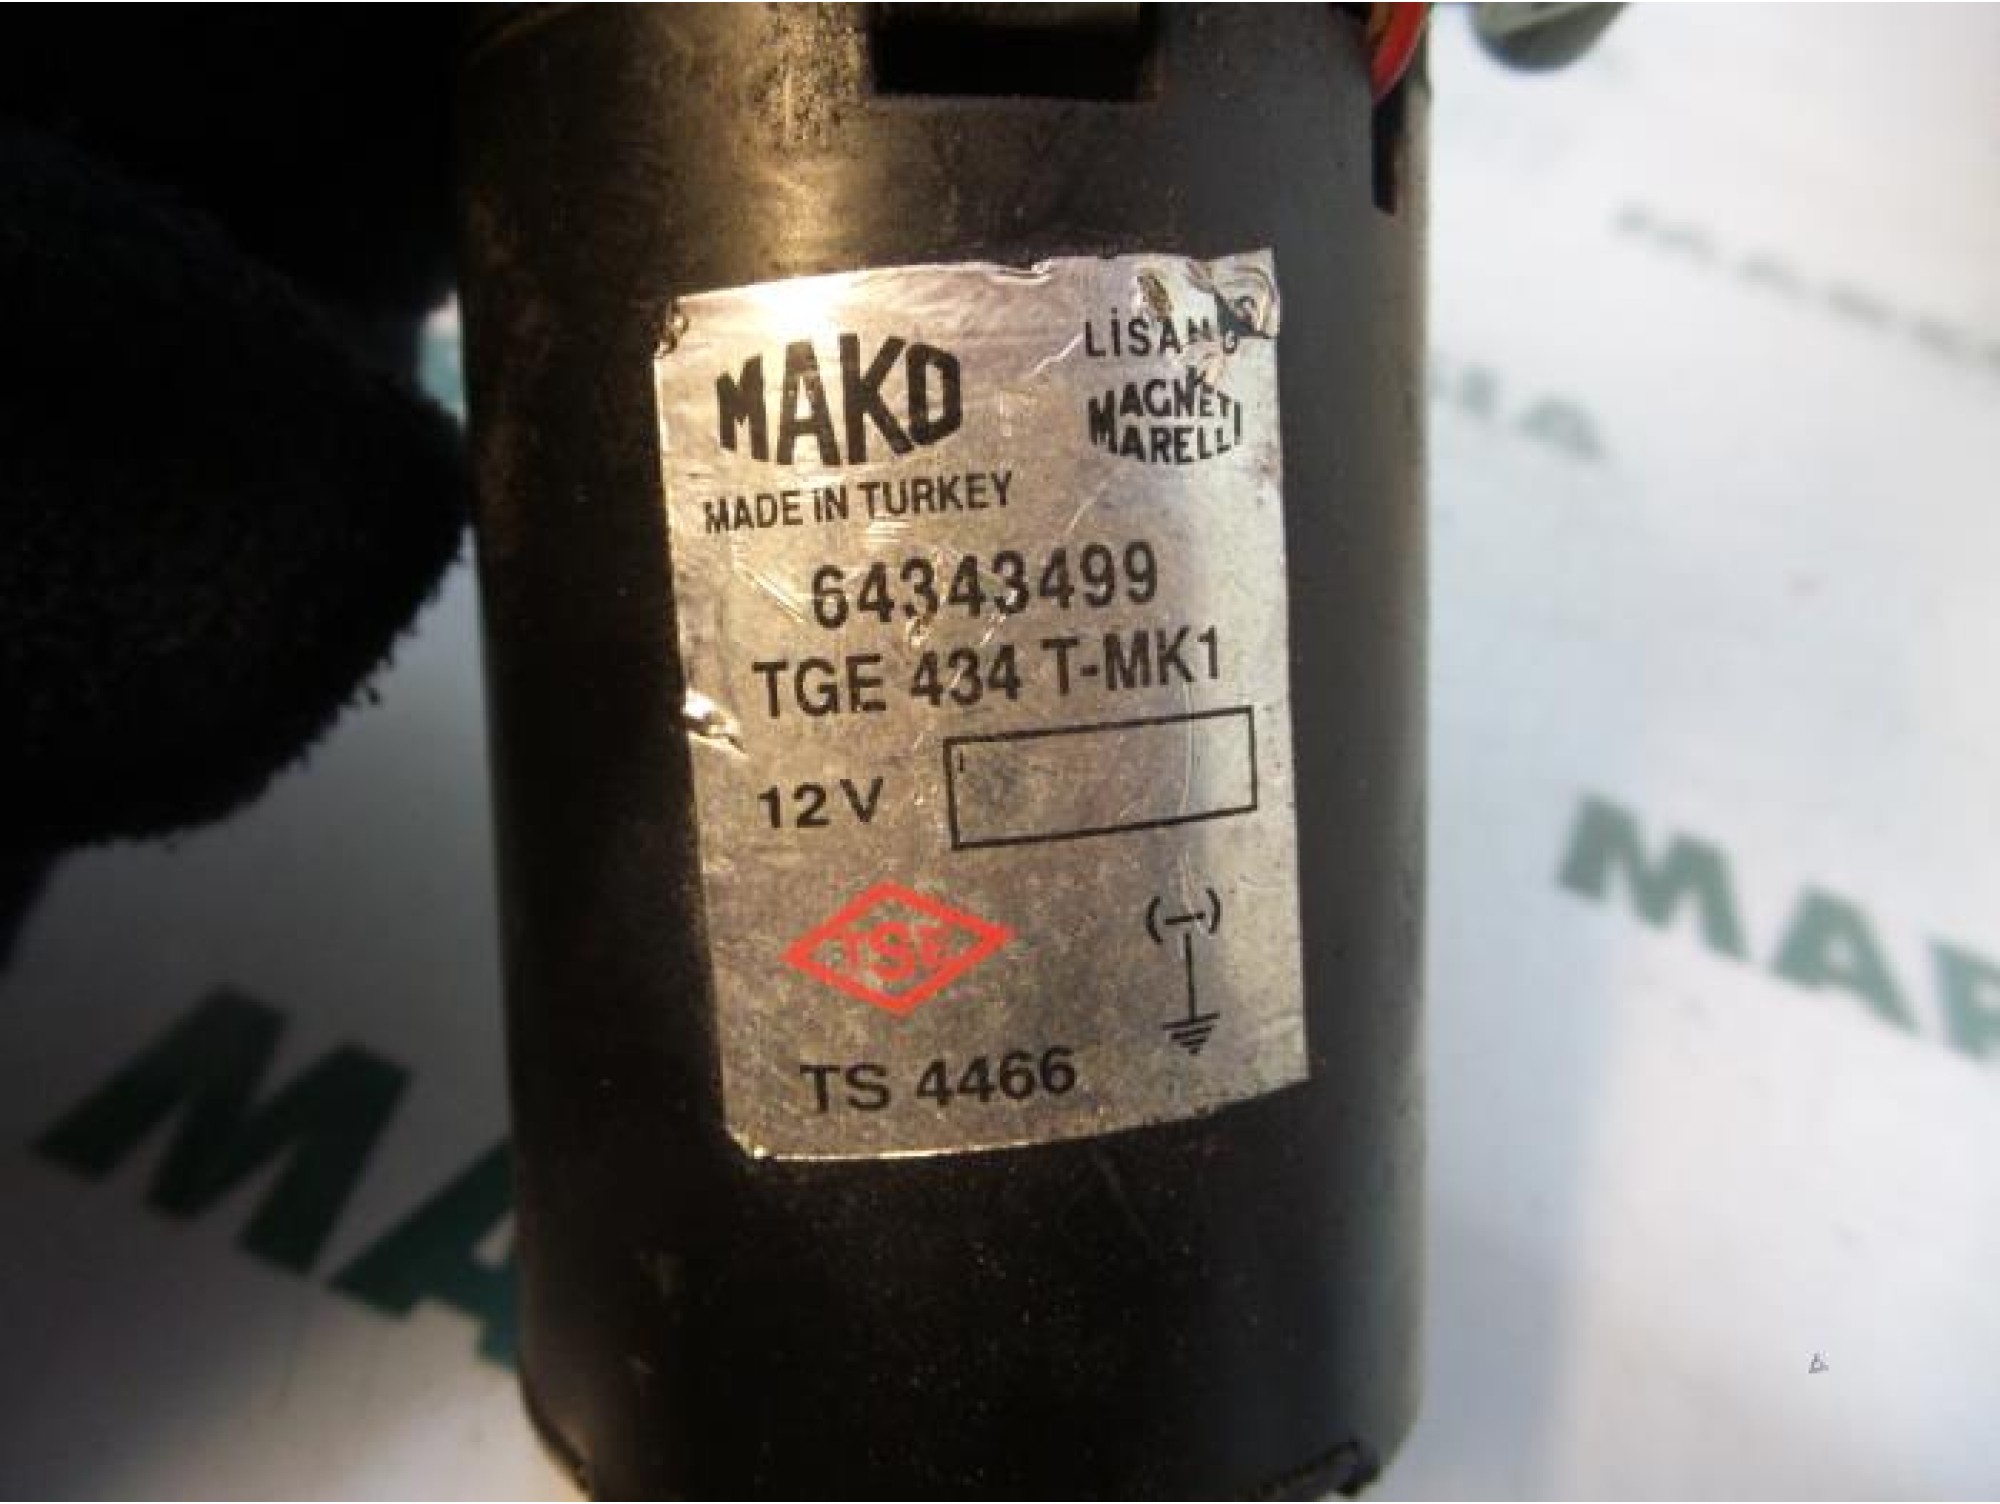 MAKO
LİSANS
MAGNETI
MARELLI
MADE IN TURKEY
64343499
TGE 434 T-MK1
12 V
TSE
(-)
TS 4466